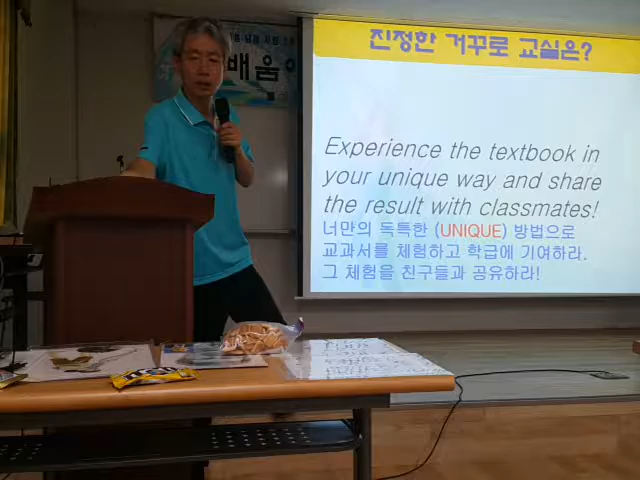 배움
진정한 거꾸로 교실은?
Experience the textbook in
your unique way and share
the result with classmates!
너만의 독특한 (UNIQUE) 방법으로
교과서를 체험하고 학급에 기여하라.
그 체험을 친구들과 공유하라!